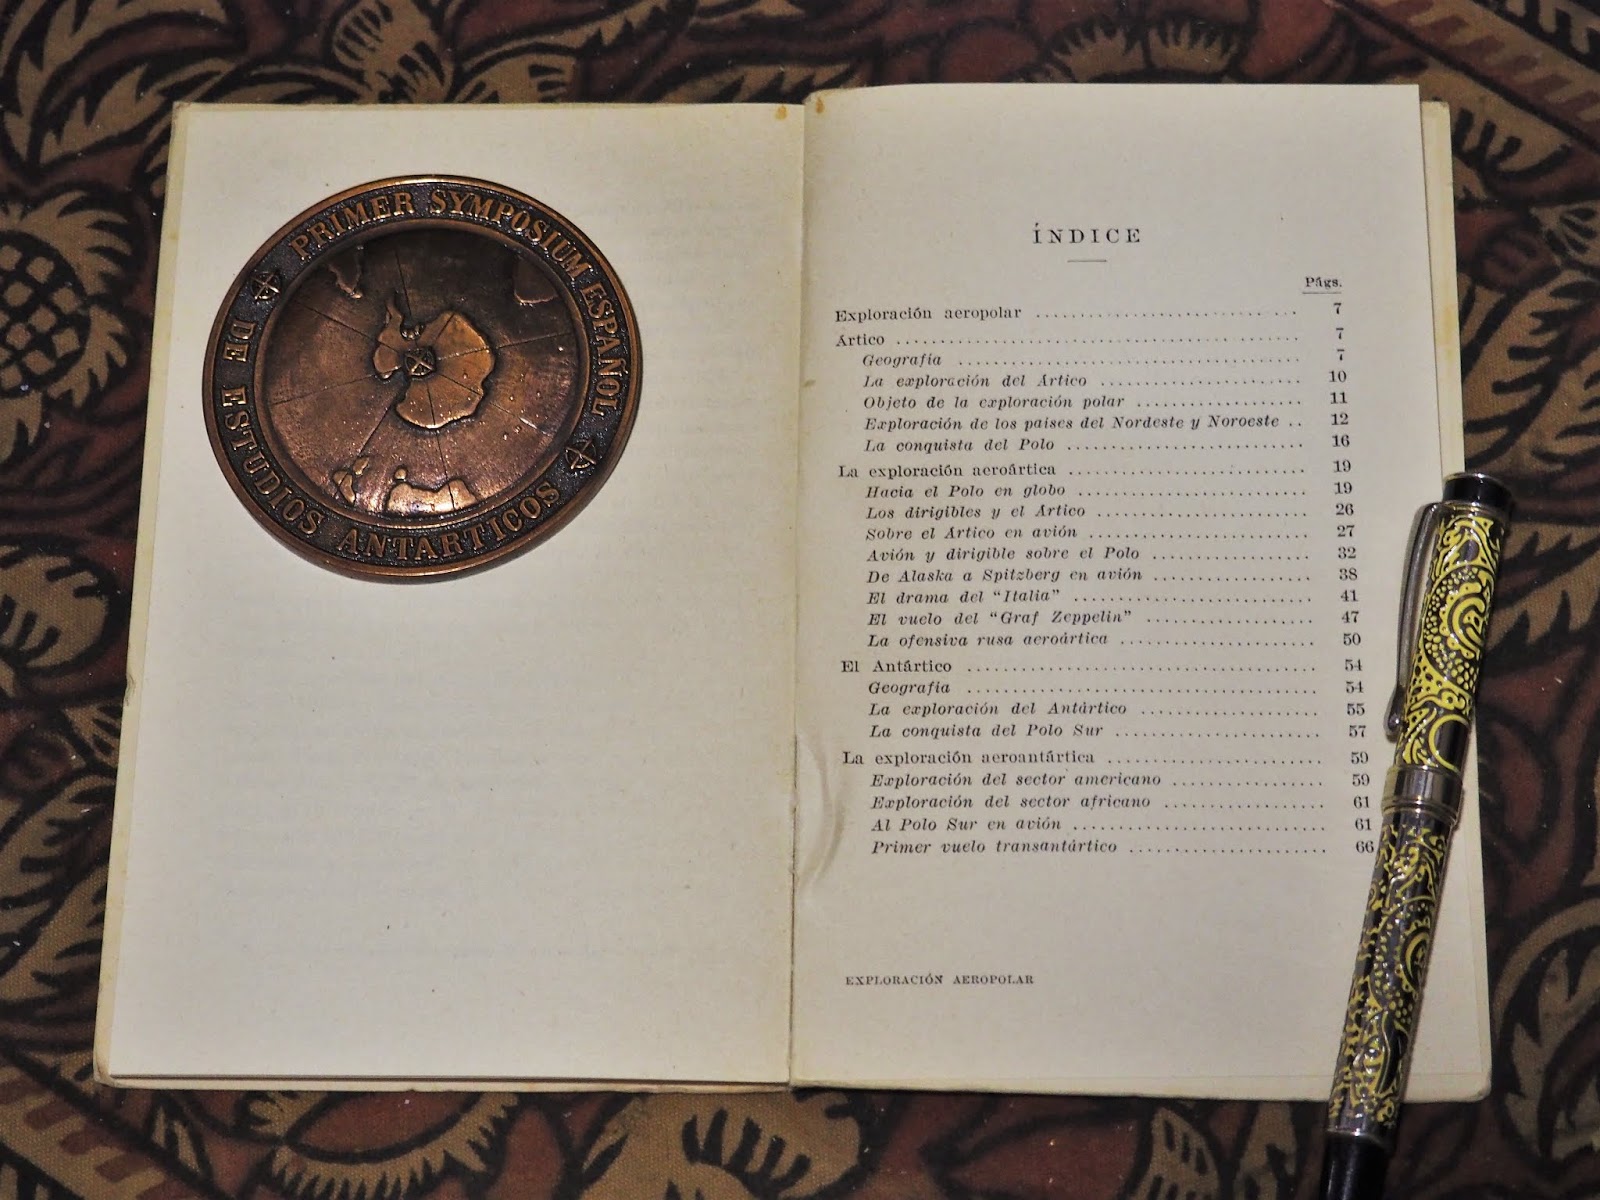 PRIMER SYMPOSIUM ESPAÑOL
DE ESTUDIOS ANTARTICOS
ÍNDICE
Págs.
Exploración aeropolar .............................. 7
Ártico .............................. 7
Geografía .............................. 7
La exploración del Ártico .............................. 10
Objeto de la exploración polar .............................. 11
Exploración de los países del Nordeste y Noroeste .. 12
La conquista del Polo .............................. 16
La exploración aeroártica .............................. 19
Hacia el Polo en globo .............................. 19
Los dirigibles y el Ártico .............................. 26
Sobre el Ártico en avión .............................. 27
Avión y dirigible sobre el Polo .............................. 32
De Alaska a Spitzberg en avión .............................. 38
El drama del "Italia" .............................. 41
El vuelo del "Graf Zeppelin" .............................. 47
La ofensiva rusa aeroártica .............................. 50
El Antártico .............................. 54
Geografía .............................. 54
La exploración del Antártico .............................. 55
La conquista del Polo Sur .............................. 57
La exploración aeroantártica .............................. 59
Exploración del sector americano .............................. 59
Exploración del sector africano .............................. 61
Al Polo Sur en avión .............................. 61
Primer vuelo transantártico .............................. 66
EXPLORACIÓN AEROPOLAR